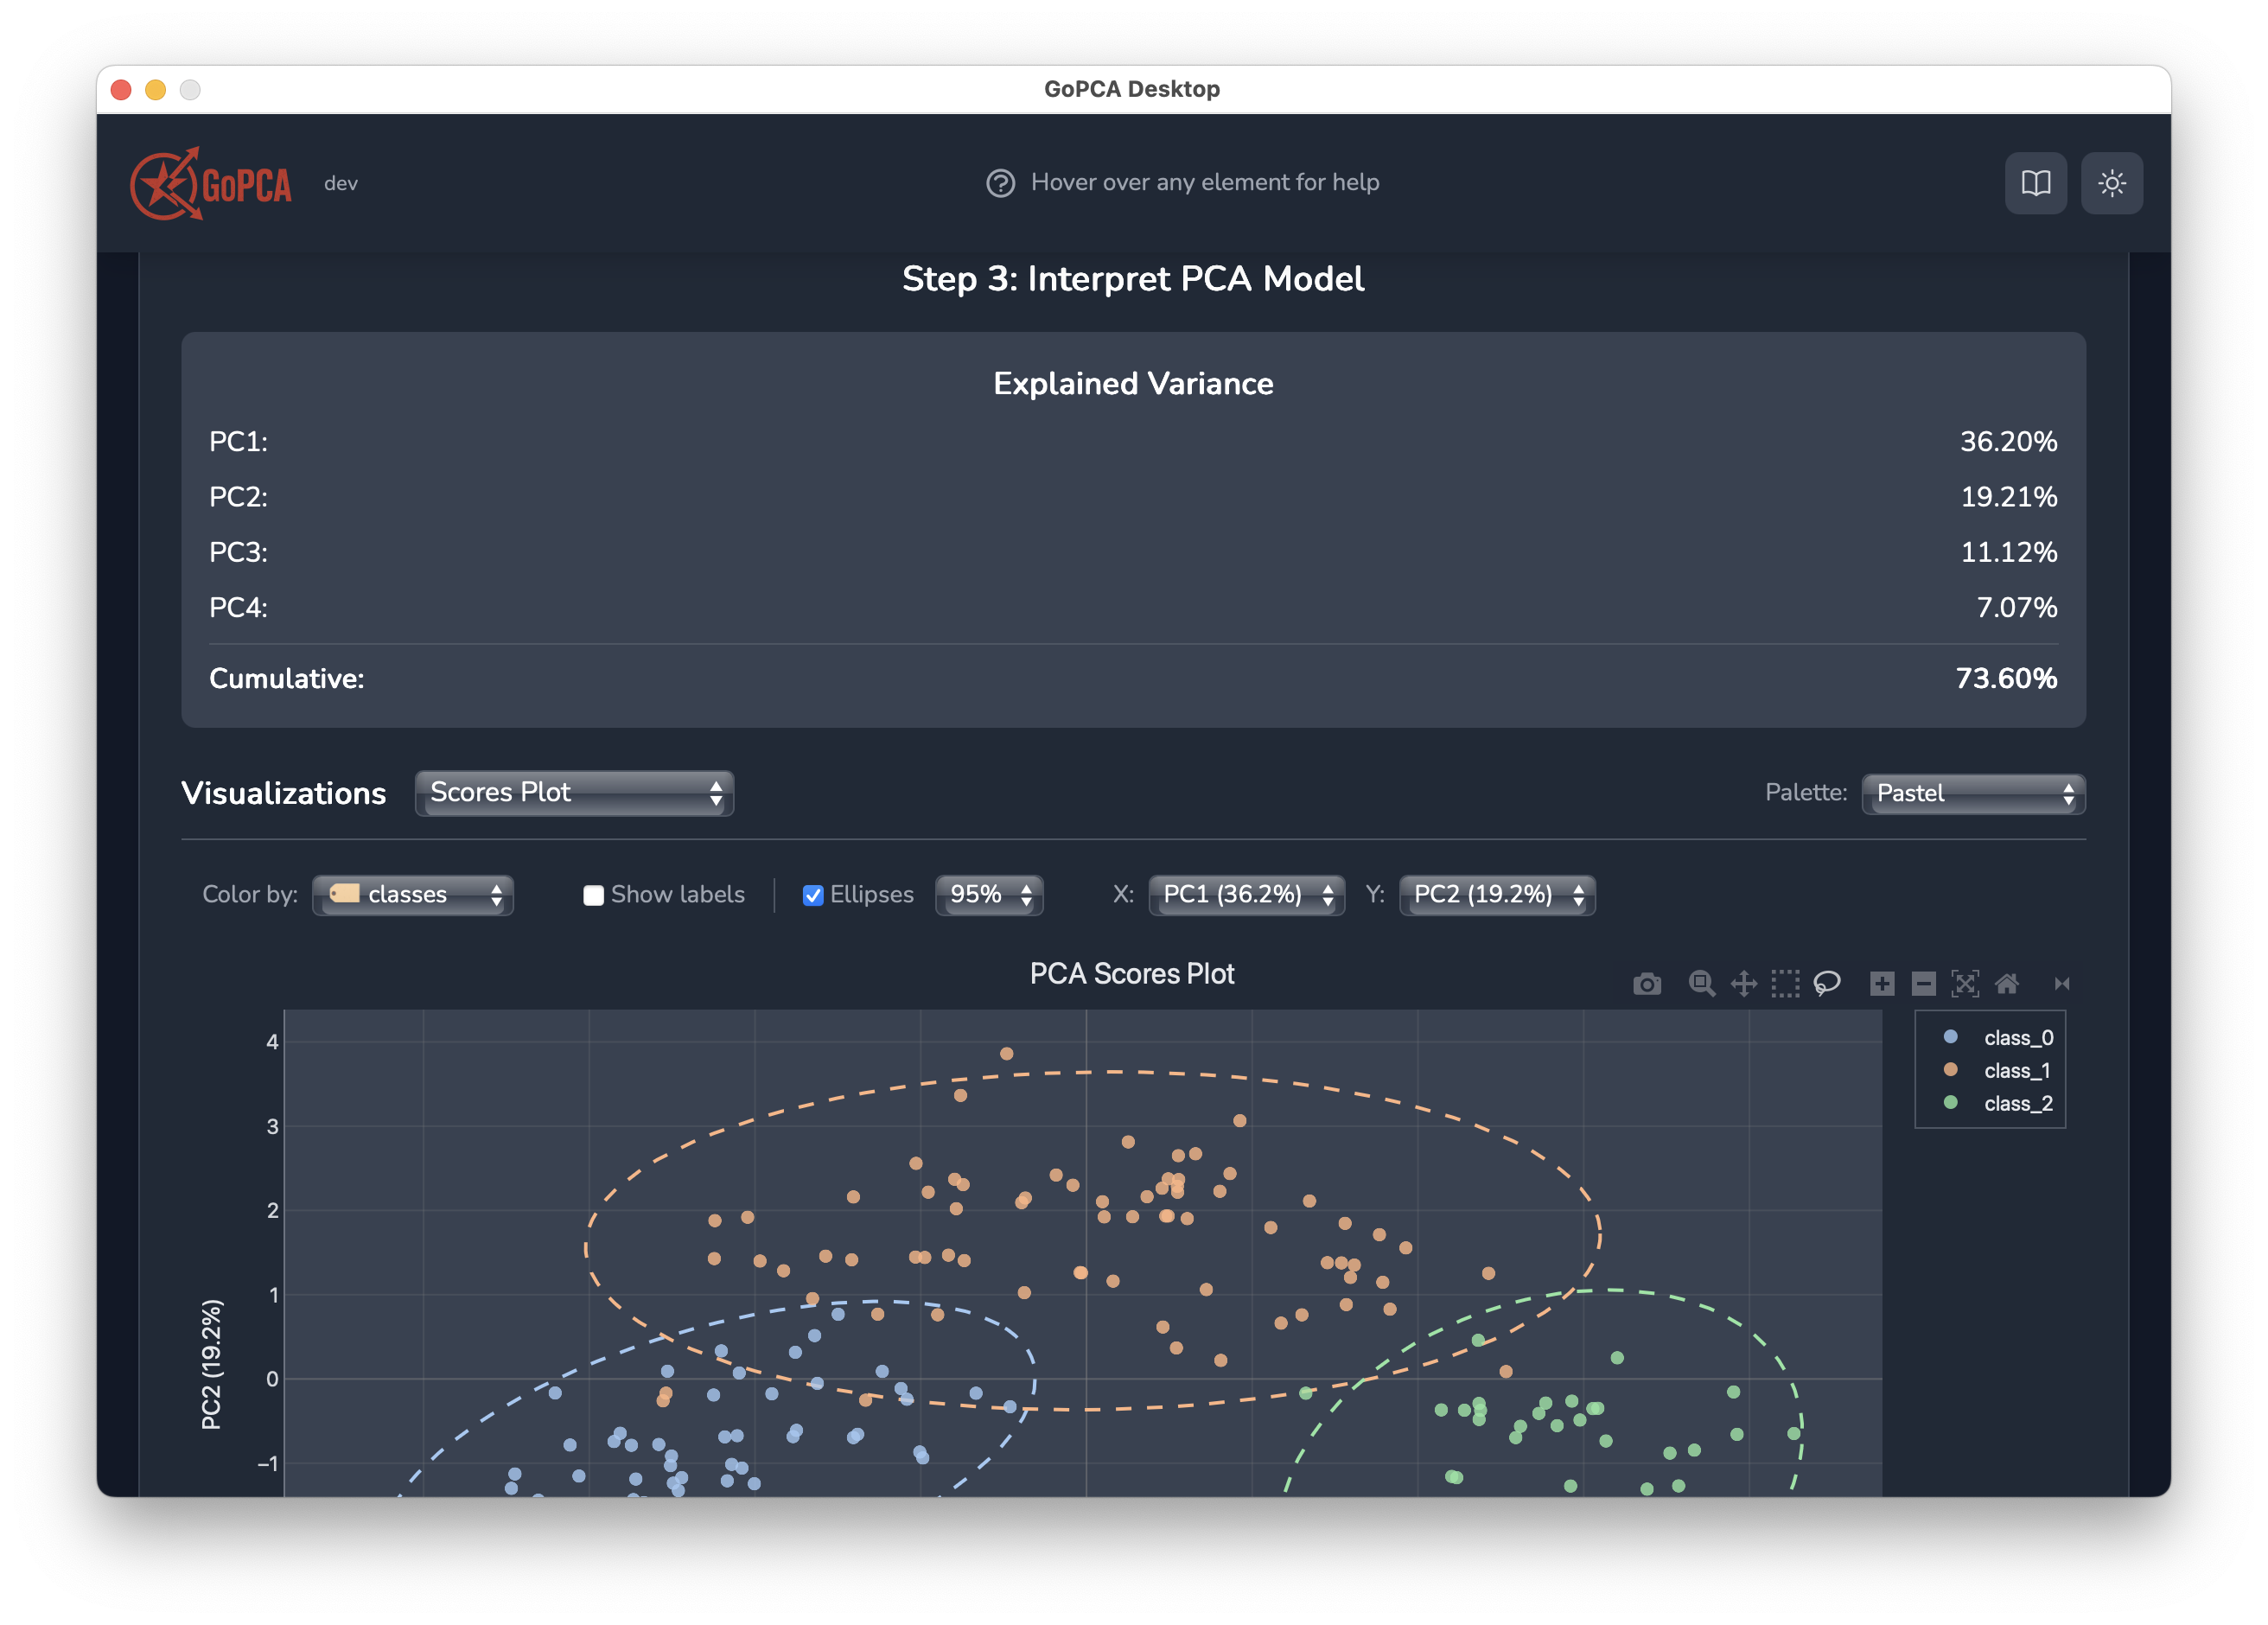 GoPCA Desktop
GoPCA
dev
Hover over any element for help
Step 3: Interpret PCA Model
Explained Variance
PC1: 36.20%
PC2: 19.21%
PC3: 11.12%
PC4: 7.07%
Cumulative: 73.60%
Visualizations Scores Plot Palette: Pastel
Color by: classes Show labels Ellipses 95% X: PC1 (36.2%) Y: PC2 (19.2%)
PCA Scores Plot
class_0
class_1
class_2
4
3
2
1
0
−1
PC2 (19.2%)